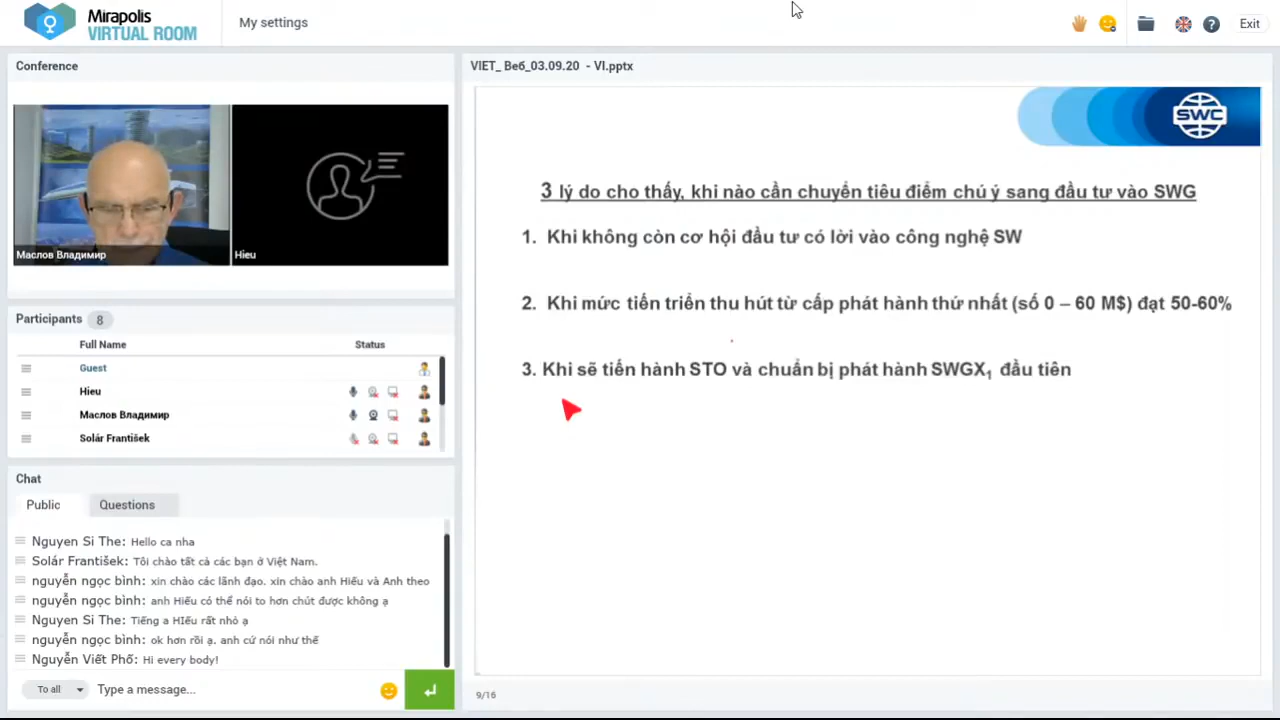 Mirapolis
VIRTUAL ROOM
My settings
Exit
Conference
Маслов Владимир
Hieu
Participants 8
Full Name Status
Guest
Hieu
Маслов Владимир
Solár František
Chat
Public Questions
Nguyen Si The: Hello ca nha
Solár František: Tôi chào tất cả các bạn ở Việt Nam.
nguyễn ngọc bình: xin chào các lãnh đạo. xin chào anh Hiếu và Anh theo
nguyễn ngọc bình: anh Hiếu có thể nói to hơn chút được không ạ
Nguyen Si The: Tiếng a HIếu rất nhỏ ạ
nguyễn ngọc bình: ok hơn rồi ạ. anh cứ nói như thế
Nguyễn Viết Phố: Hi every body!
To all Type a message...
VIET_ Веб_03.09.20 - VI.pptx
SWC
3 lý do cho thấy, khi nào cần chuyển tiêu điểm chú ý sang đầu tư vào SWG
1. Khi không còn cơ hội đầu tư có lời vào công nghệ SW
2. Khi mức tiến triển thu hút từ cấp phát hành thứ nhất (số 0 – 60 M$) đạt 50-60%
3. Khi sẽ tiến hành STO và chuẩn bị phát hành SWGX₁ đầu tiên
9/16